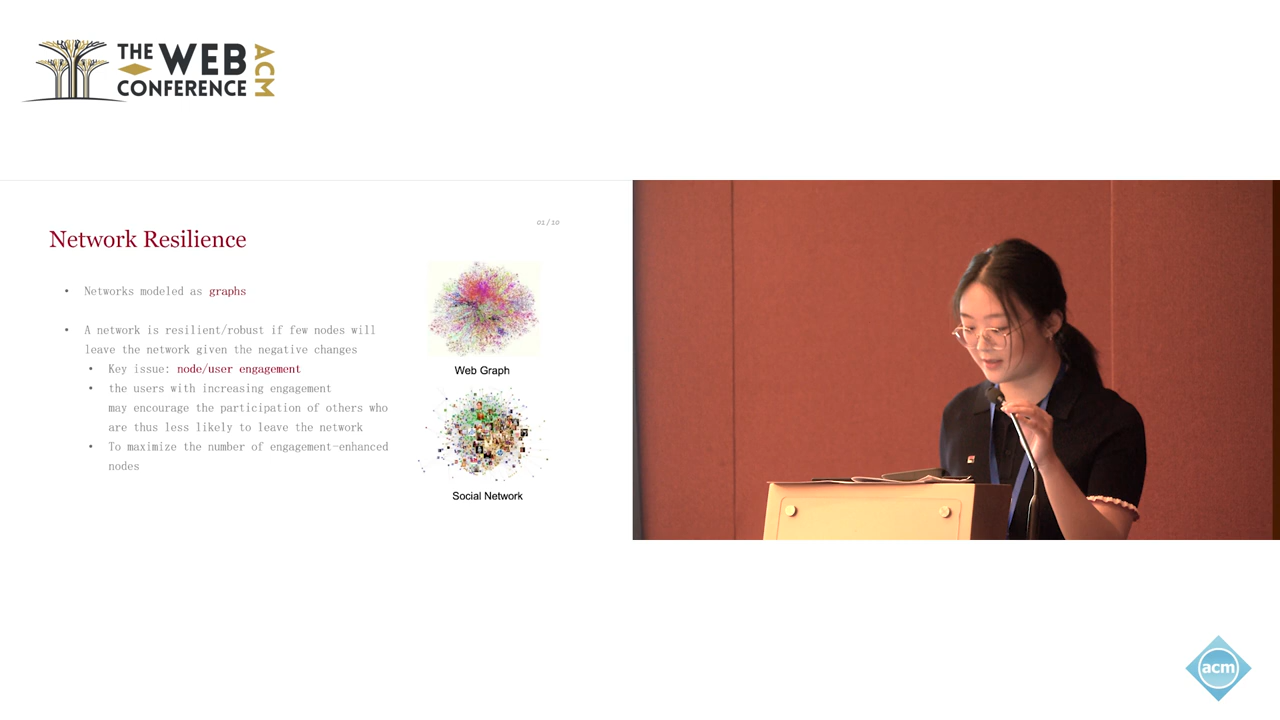 THE WEB
CONFERENCE
ACM
01/10
Network Resilience
• Networks modeled as graphs
• A network is resilient/robust if few nodes will
leave the network given the negative changes
• Key issue: node/user engagement
• the users with increasing engagement
may encourage the participation of others who
are thus less likely to leave the network
• To maximize the number of engagement-enhanced
nodes
Web Graph
Social Network
acm